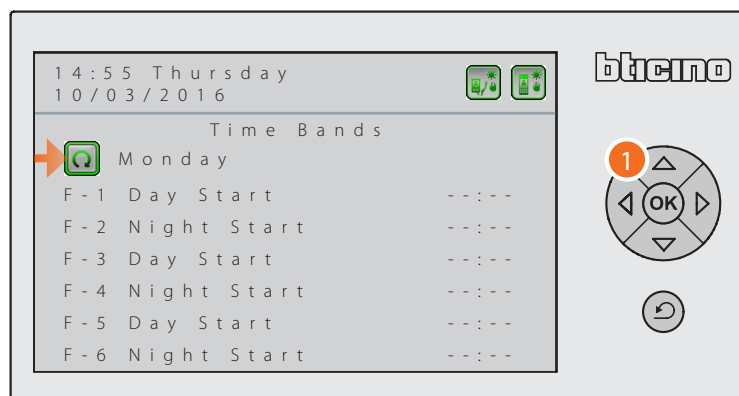 14:55 Thursday
10/03/2016
bticino
Time Bands
Monday
1
F-1 Day Start --:--
F-2 Night Start --:--
OK
F-3 Day Start --:--
F-4 Night Start --:--
F-5 Day Start --:--
F-6 Night Start --:--